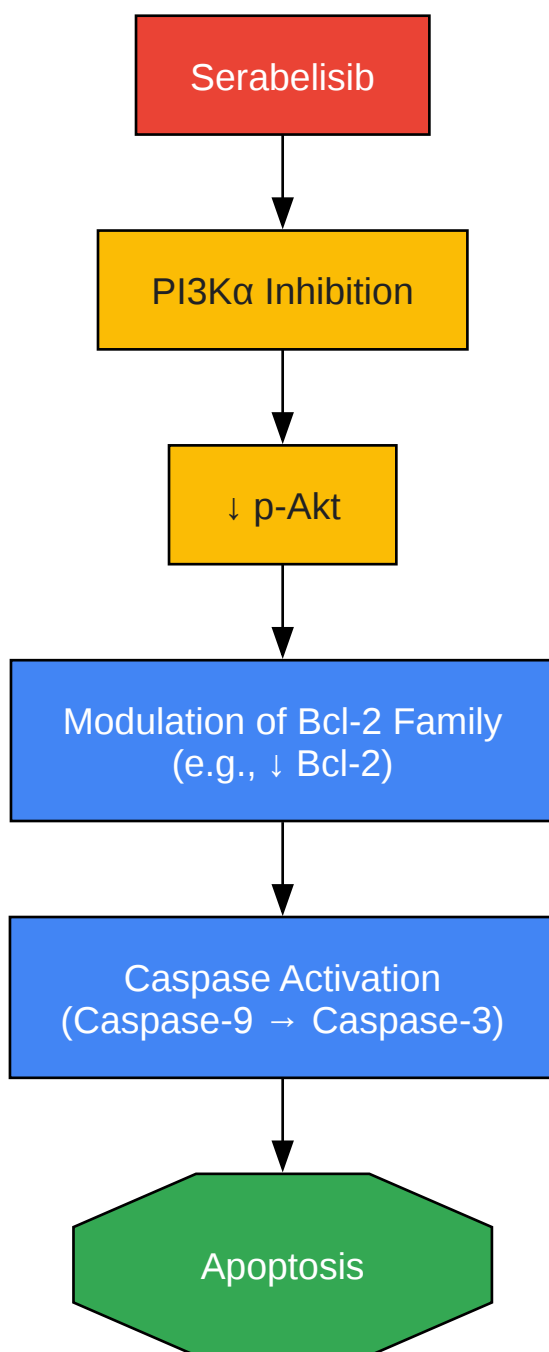 Serabelisib
PI3Kα Inhibition
↓ p-Akt
Modulation of Bcl-2 Family
(e.g., ↓ Bcl-2)
Caspase Activation
(Caspase-9 → Caspase-3)
Apoptosis